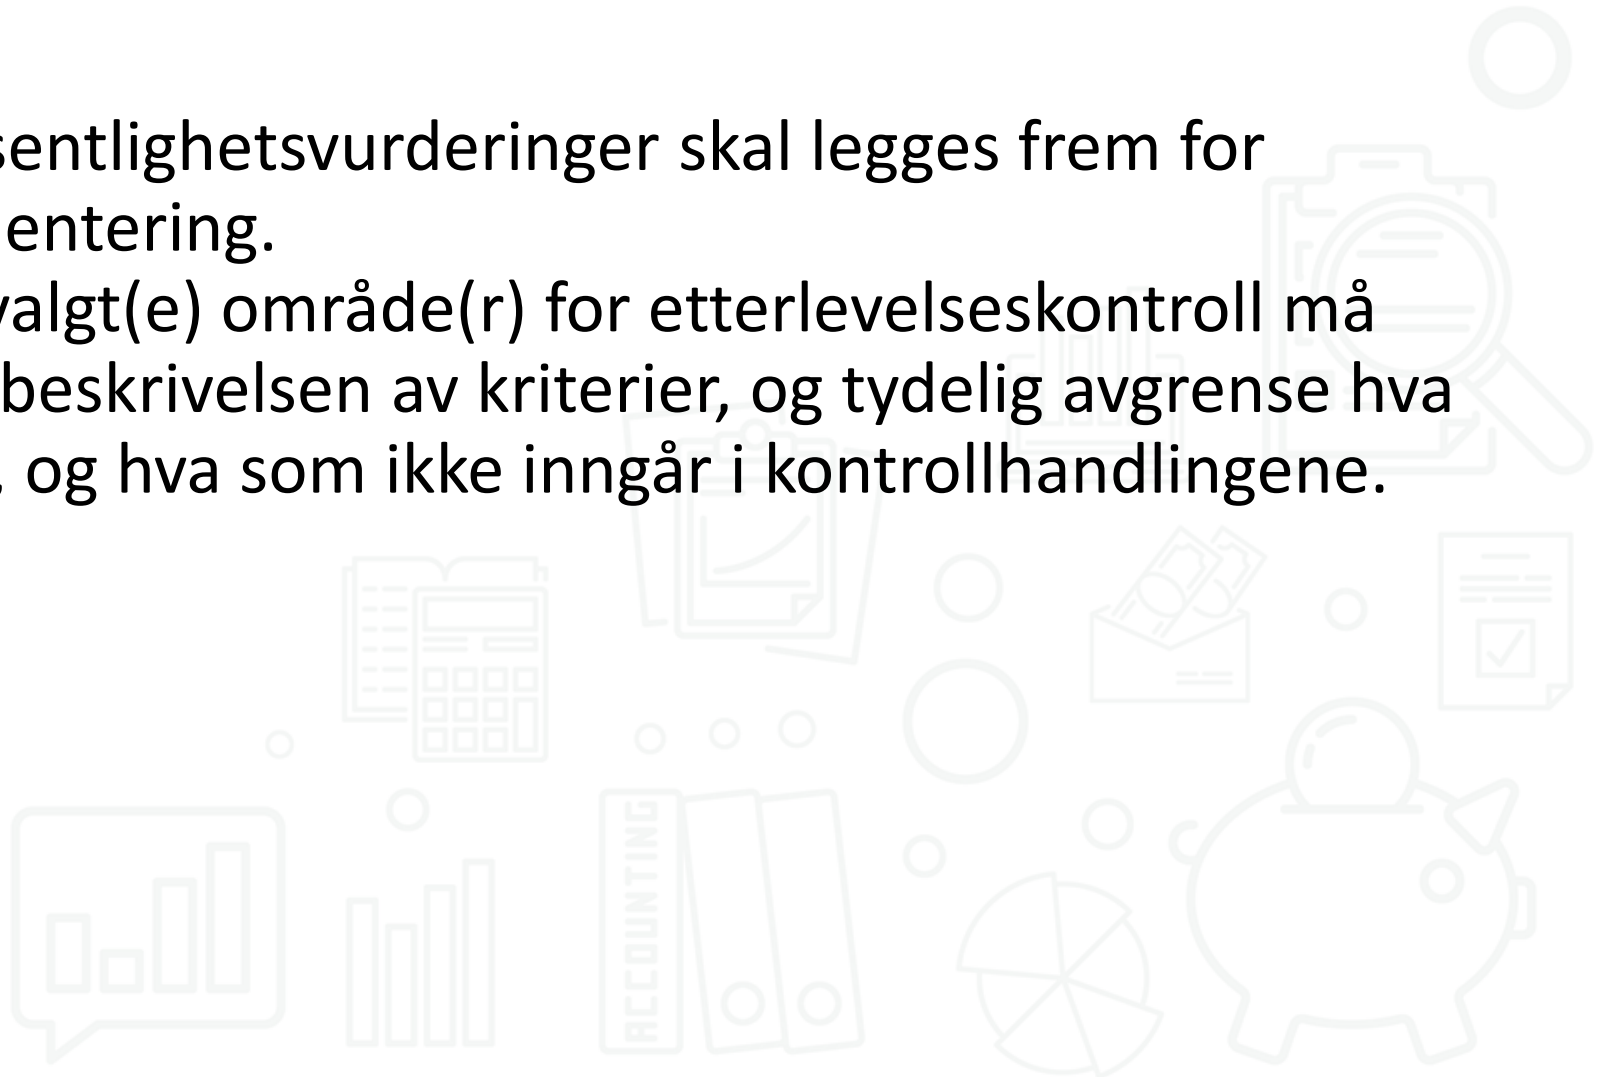 sentlighetsvurderinger skal legges frem for
entering.
valgt(e) område(r) for etterlevelseskontroll må
beskrivelsen av kriterier, og tydelig avgrense hva
, og hva som ikke inngår i kontrollhandlingene.
ACCOUNTING